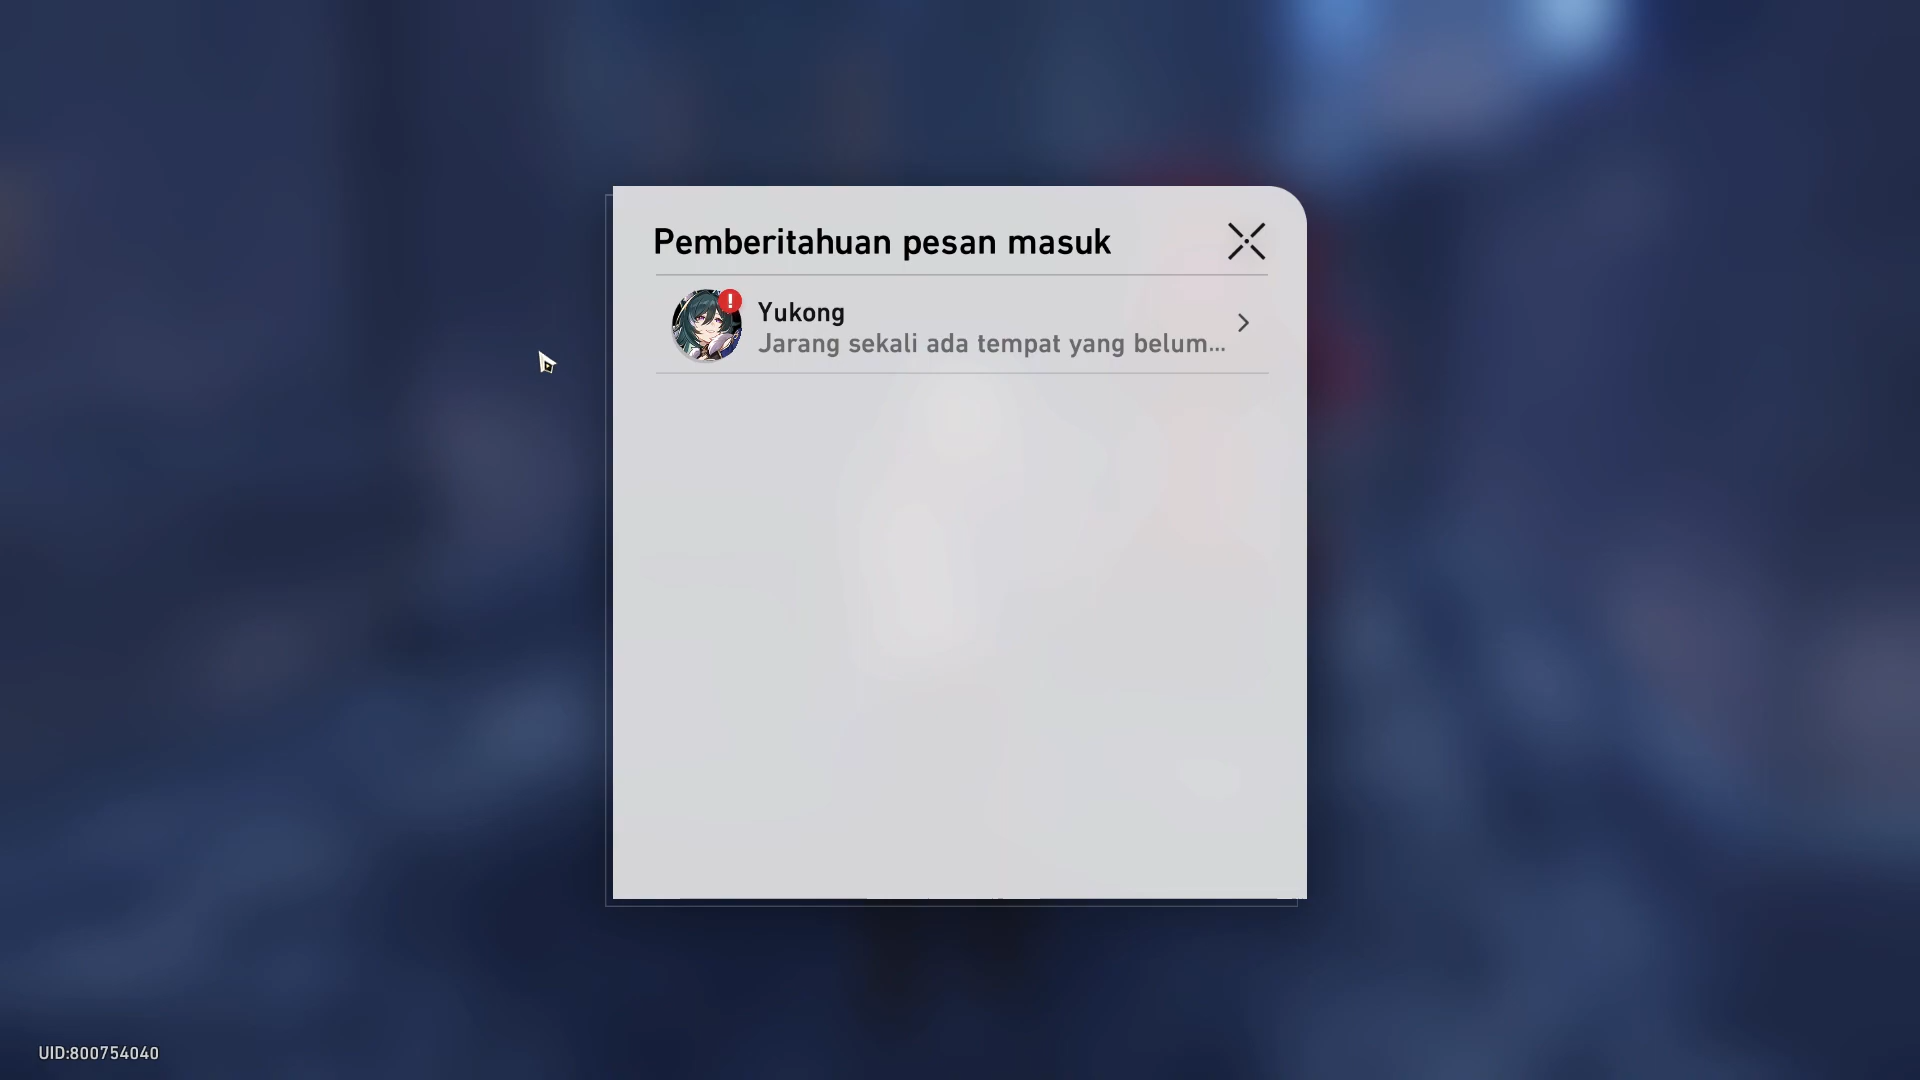 Pemberitahuan pesan masuk
Yukong
Jarang sekali ada tempat yang belum...
UID:800754040